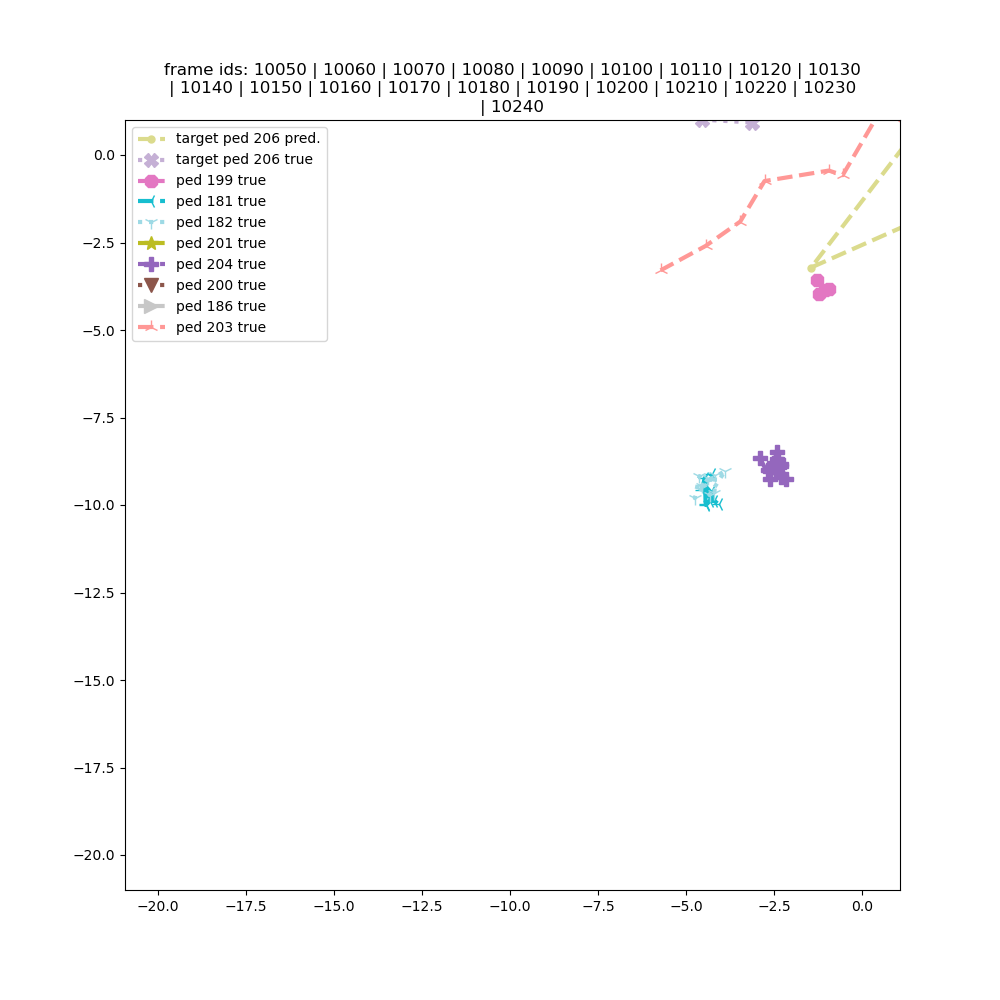 frame ids: 10050 | 10060 | 10070 | 10080 | 10090 | 10100 | 10110 | 10120 | 10130
| 10140 | 10150 | 10160 | 10170 | 10180 | 10190 | 10200 | 10210 | 10220 | 10230
| 10240
target ped 206 pred.
target ped 206 true
ped 199 true
ped 181 true
ped 182 true
ped 201 true
ped 204 true
ped 200 true
ped 186 true
ped 203 true
0.0
−2.5
−5.0
−7.5
−10.0
−12.5
−15.0
−17.5
−20.0
−20.0 −17.5 −15.0 −12.5 −10.0 −7.5 −5.0 −2.5 0.0